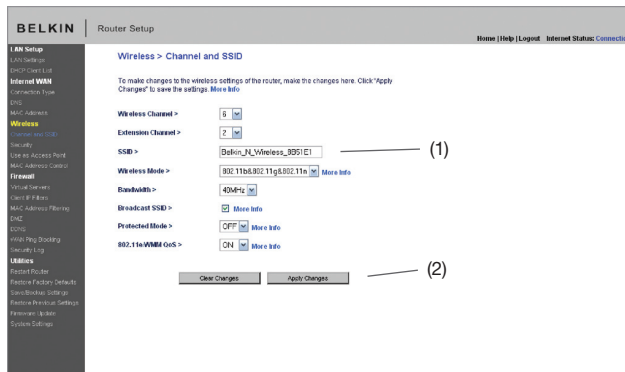 BELKIN
Router Setup
Home | Help | Logout Internet Status: Connectio
LAN Setup
LAN Settings
DHCP Client List
Internet WAN
Connection Type
DNS
MAC Address
Wireless
Channel and SSID
Security
Use as Access Point
MAC Address Control
Firewall
Virtual Servers
Client IP Filters
MAC Address Filtering
DMZ
DDNS
WAN Ping Blocking
Security Log
Utilities
Restart Router
Restore Factory Defaults
Save/Backup Settings
Restore Previous Settings
Firmware Update
System Settings
Wireless > Channel and SSID
To make changes to the wireless settings of the router, make the changes here. Click "Apply
Changes" to save the settings. More Info
Wireless Channel > 6
Extension Channel > 2
SSID > Belkin_N_Wireless_8B51E1 (1)
Wireless Mode > 802.11b&802.11g&802.11n More Info
Bandwidth > 40MHz
Broadcast SSID > More Info
Protected Mode > OFF More Info
802.11e/WMM QoS > ON More Info
Clear Changes Apply Changes (2)